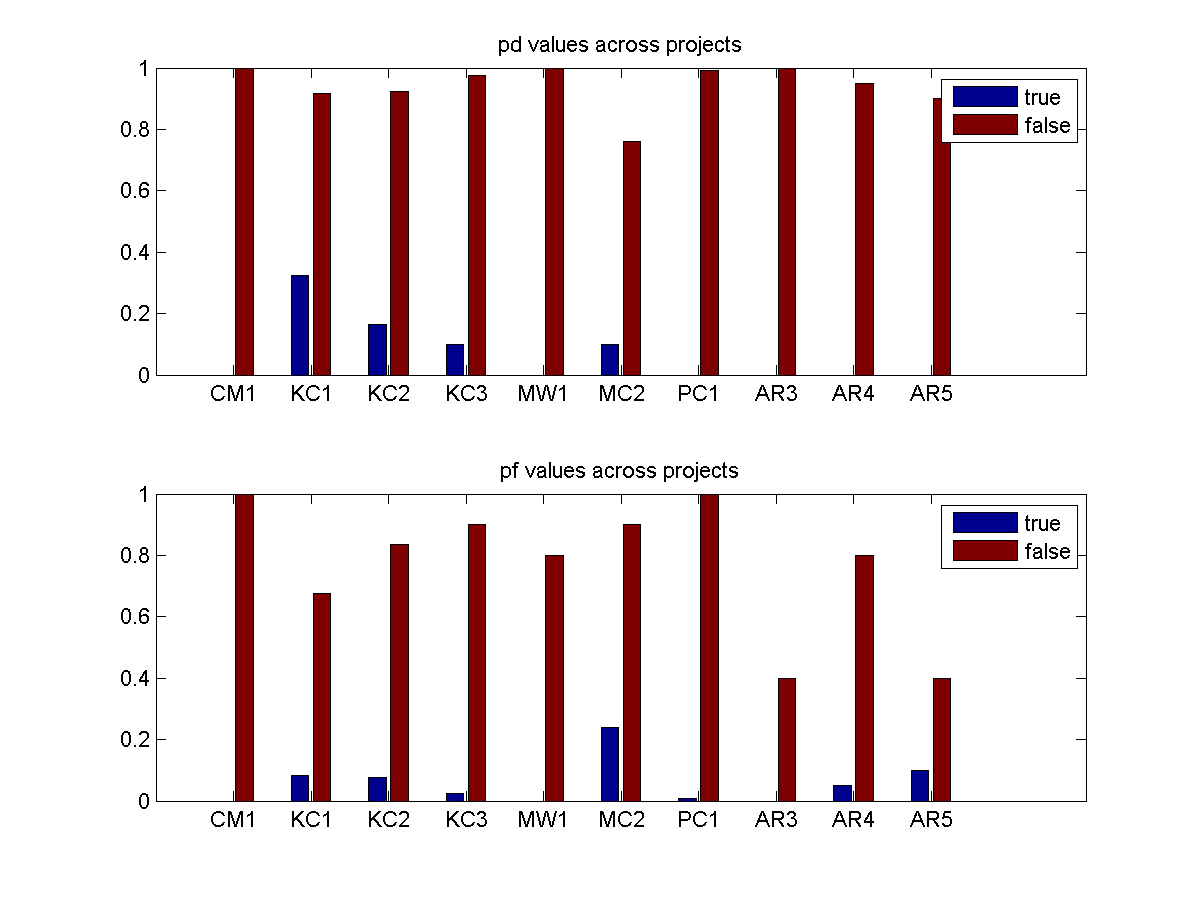 pd values across projects
1
0.8
0.6
0.4
0.2
0
true
false
CM1 KC1 KC2 KC3 MW1 MC2 PC1 AR3 AR4 AR5
pf values across projects
1
0.8
0.6
0.4
0.2
0
true
false
CM1 KC1 KC2 KC3 MW1 MC2 PC1 AR3 AR4 AR5